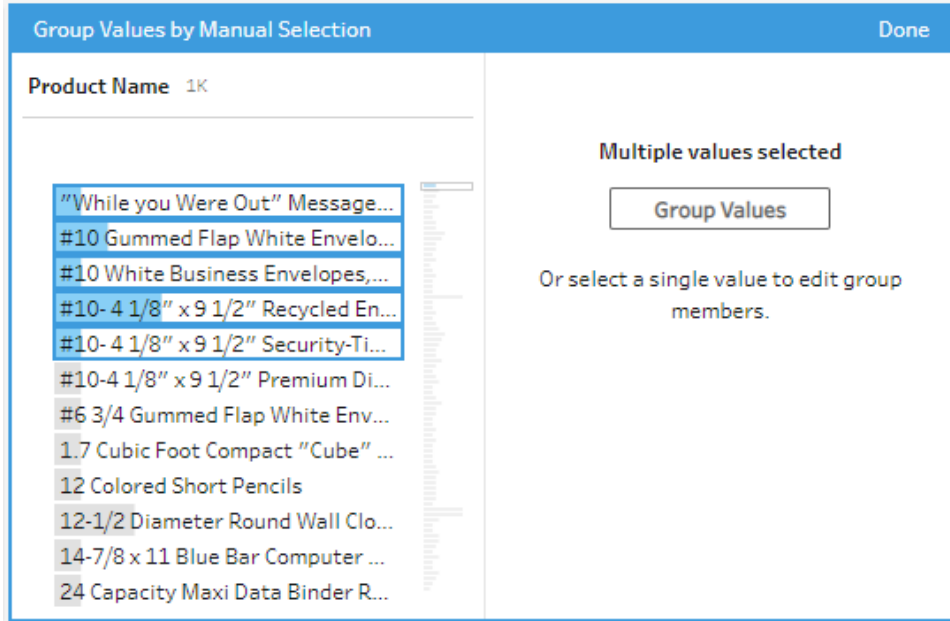 Group Values by Manual Selection Done
Product Name 1K
"While you Were Out" Message...
#10 Gummed Flap White Envelo...
#10 White Business Envelopes,...
#10- 4 1/8" x 9 1/2" Recycled En...
#10- 4 1/8" x 9 1/2" Security-Ti...
#10-4 1/8" x 9 1/2" Premium Di...
#6 3/4 Gummed Flap White Env...
1.7 Cubic Foot Compact "Cube" ...
12 Colored Short Pencils
12-1/2 Diameter Round Wall Clo...
14-7/8 x 11 Blue Bar Computer ...
24 Capacity Maxi Data Binder R...
Multiple values selected
Group Values
Or select a single value to edit group
members.